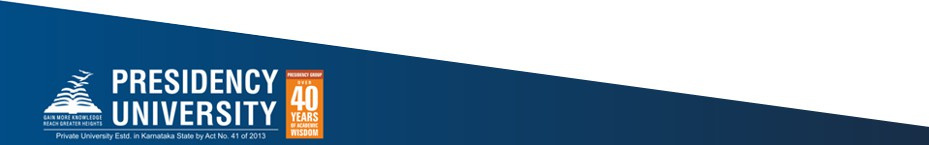 PRESIDENCY
UNIVERSITY
GAIN MORE KNOWLEDGE
REACH GREATER HEIGHTS
Private University Estd. in Karnataka State by Act No. 41 of 2013
PRESIDENCY GROUP
OVER
40
YEARS
OF ACADEMIC
WISDOM